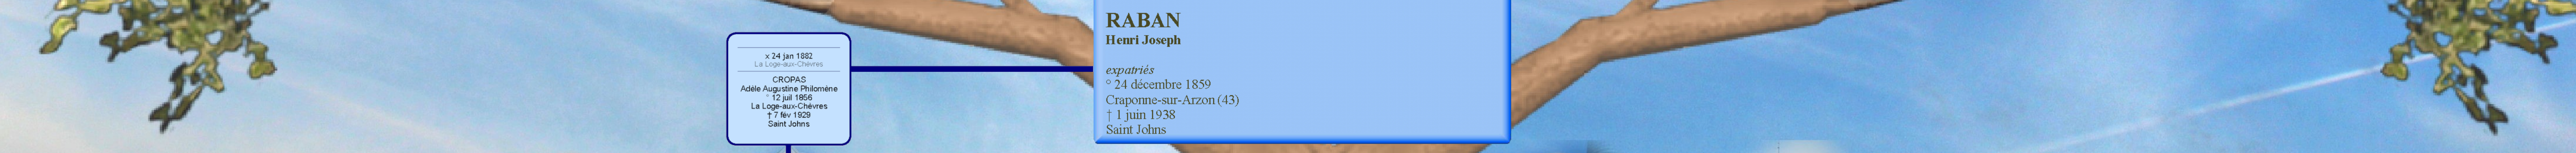 x 24 jan 1882
La Loge-aux-Chèvres
CROPAS
Adèle Augustine Philomène
° 12 juil 1856
La Loge-aux-Chèvres
† 7 fév 1929
Saint Johns
RABAN
Henri Joseph
expatriés
° 24 décembre 1859
Craponne-sur-Arzon (43)
† 1 juin 1938
Saint Johns